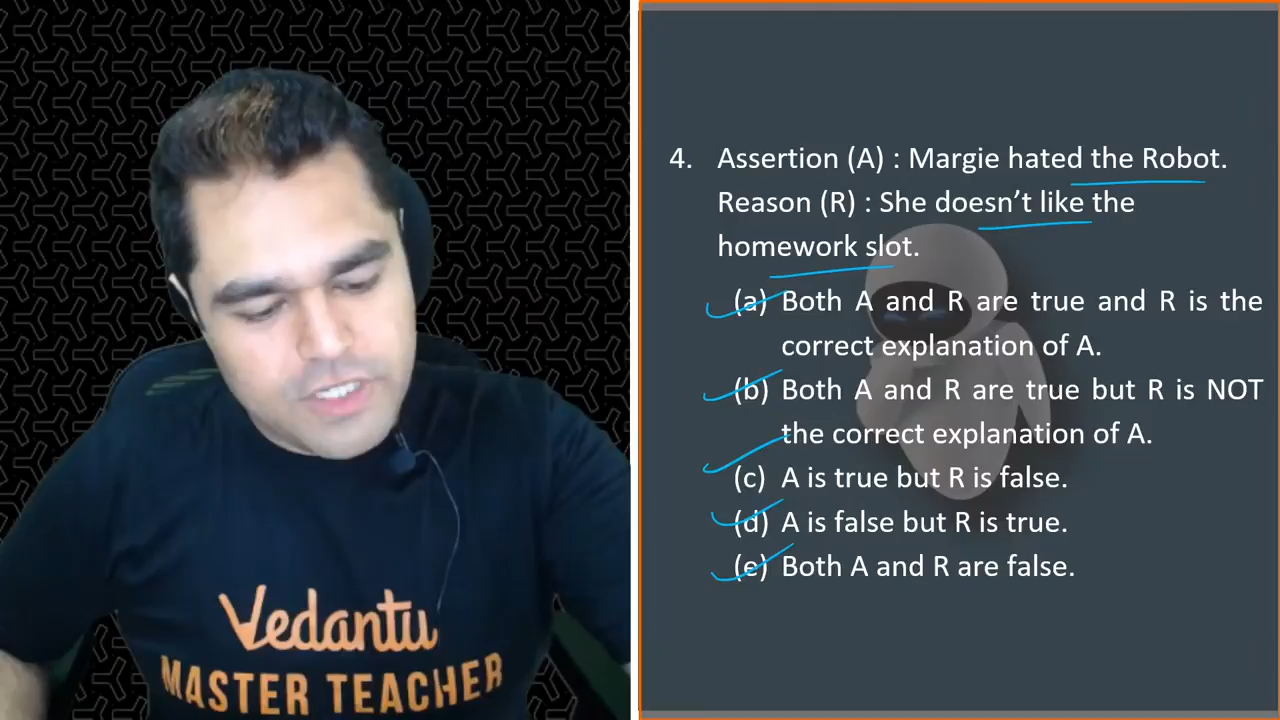 4. Assertion (A) : Margie hated the Robot.
Reason (R) : She doesn't like the
homework slot.
(a) Both A and R are true and R is the
correct explanation of A.
(b) Both A and R are true but R is NOT
the correct explanation of A.
(c) A is true but R is false.
(d) A is false but R is true.
(e) Both A and R are false.
Vedantu
MASTER TEACHER